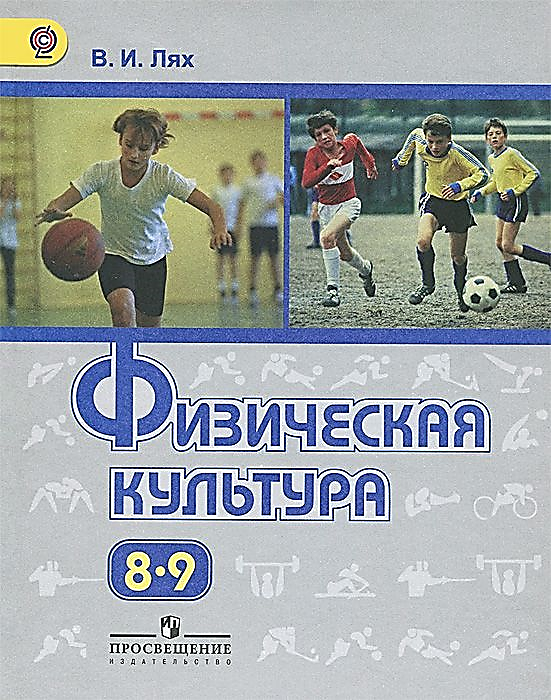 В. И. Лях
Физическая
культура
8·9
ПРОСВЕЩЕНИЕ
ИЗДАТЕЛЬСТВО